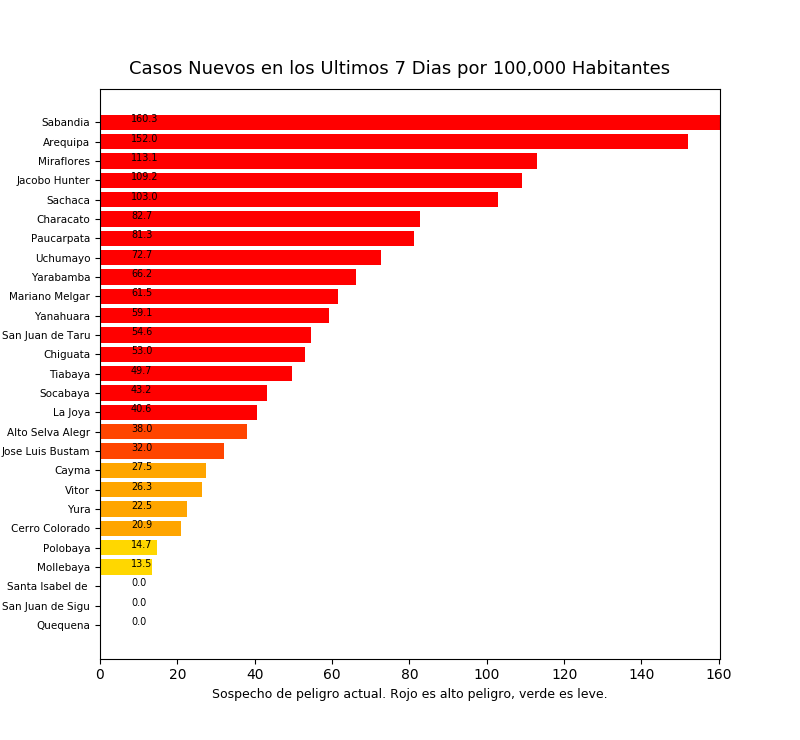 Casos Nuevos en los Ultimos 7 Dias por 100,000 Habitantes
Sabandia 160.3
Arequipa 152.0
Miraflores 113.1
Jacobo Hunter 109.2
Sachaca 103.0
Characato 82.7
Paucarpata 81.3
Uchumayo 72.7
Yarabamba 66.2
Mariano Melgar 61.5
Yanahuara 59.1
San Juan de Taru 54.6
Chiguata 53.0
Tiabaya 49.7
Socabaya 43.2
La Joya 40.6
Alto Selva Alegr 38.0
Jose Luis Bustam 32.0
Cayma 27.5
Vitor 26.3
Yura 22.5
Cerro Colorado 20.9
Polobaya 14.7
Mollebaya 13.5
Santa Isabel de 0.0
San Juan de Sigu 0.0
Quequena 0.0
0 20 40 60 80 100 120 140 160
Sospecho de peligro actual. Rojo es alto peligro, verde es leve.